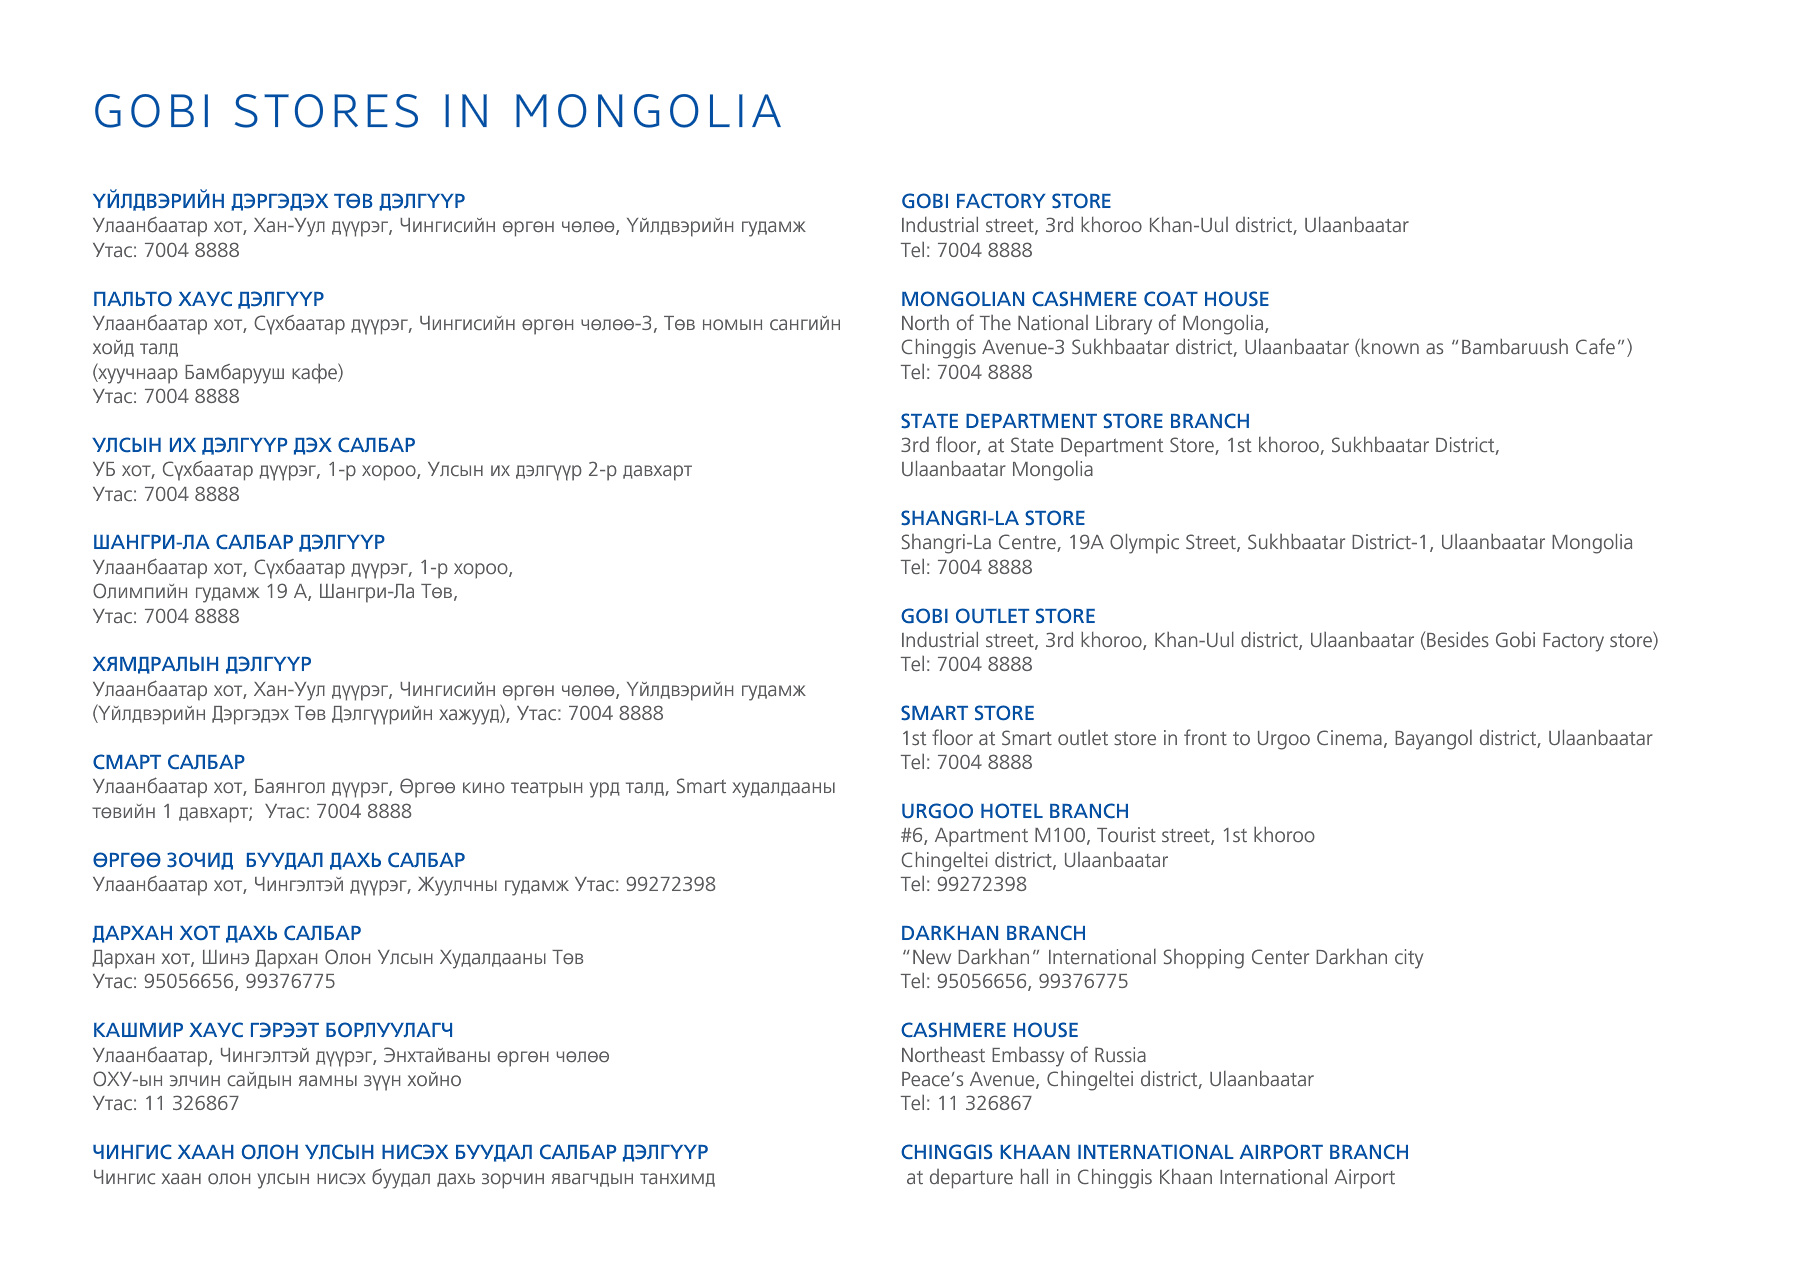 GOBI STORES IN MONGOLIA
ҮЙЛДВЭРИЙН ДЭРГЭДЭХ ТӨВ ДЭЛГҮҮР
Улаанбаатар хот, Хан-Уул дүүрэг, Чингисийн өргөн чөлөө, Үйлдвэрийн гудамж
Утас: 7004 8888
ПАЛЬТО ХАУС ДЭЛГҮҮР
Улаанбаатар хот, Сүхбаатар дүүрэг, Чингисийн өргөн чөлөө-3, Төв номын сангийн
хойд талд
(хуучнаар Бамбарууш кафе)
Утас: 7004 8888
УЛСЫН ИХ ДЭЛГҮҮР ДЭХ САЛБАР
УБ хот, Сүхбаатар дүүрэг, 1-р хороо, Улсын их дэлгүүр 2-р давхарт
Утас: 7004 8888
ШАНГРИ-ЛА САЛБАР ДЭЛГҮҮР
Улаанбаатар хот, Сүхбаатар дүүрэг, 1-р хороо,
Олимпийн гудамж 19 А, Шангри-Ла Төв,
Утас: 7004 8888
ХЯМДРАЛЫН ДЭЛГҮҮР
Улаанбаатар хот, Хан-Уул дүүрэг, Чингисийн өргөн чөлөө, Үйлдвэрийн гудамж
(Үйлдвэрийн Дэргэдэх Төв Дэлгүүрийн хажууд), Утас: 7004 8888
СМАРТ САЛБАР
Улаанбаатар хот, Баянгол дүүрэг, Өргөө кино театрын урд талд, Smart худалдааны
төвийн 1 давхарт;  Утас: 7004 8888
ӨРГӨӨ ЗОЧИД  БУУДАЛ ДАХЬ САЛБАР
Улаанбаатар хот, Чингэлтэй дүүрэг, Жуулчны гудамж Утас: 99272398
ДАРХАН ХОТ ДАХЬ САЛБАР
Дархан хот, Шинэ Дархан Олон Улсын Худалдааны Төв
Утас: 95056656, 99376775
КАШМИР ХАУС ГЭРЭЭТ БОРЛУУЛАГЧ
Улаанбаатар, Чингэлтэй дүүрэг, Энхтайваны өргөн чөлөө
ОХУ-ын элчин сайдын яамны зүүн хойно
Утас: 11 326867
ЧИНГИС ХААН ОЛОН УЛСЫН НИСЭХ БУУДАЛ САЛБАР ДЭЛГҮҮР
Чингис хаан олон улсын нисэх буудал дахь зорчин явагчдын танхимд
GOBI FACTORY STORE
Industrial street, 3rd khoroo Khan-Uul district, Ulaanbaatar
Tel: 7004 8888
MONGOLIAN CASHMERE COAT HOUSE
North of The National Library of Mongolia,
Chinggis Avenue-3 Sukhbaatar district, Ulaanbaatar (known as “Bambaruush Cafe”)
Tel: 7004 8888
STATE DEPARTMENT STORE BRANCH
3rd floor, at State Department Store, 1st khoroo, Sukhbaatar District,
Ulaanbaatar Mongolia
SHANGRI-LA STORE
Shangri-La Centre, 19A Olympic Street, Sukhbaatar District-1, Ulaanbaatar Mongolia
Tel: 7004 8888
GOBI OUTLET STORE
Industrial street, 3rd khoroo, Khan-Uul district, Ulaanbaatar (Besides Gobi Factory store)
Tel: 7004 8888
SMART STORE
1st floor at Smart outlet store in front to Urgoo Cinema, Bayangol district, Ulaanbaatar
Tel: 7004 8888
URGOO HOTEL BRANCH
#6, Apartment M100, Tourist street, 1st khoroo
Chingeltei district, Ulaanbaatar
Tel: 99272398
DARKHAN BRANCH
“New Darkhan” International Shopping Center Darkhan city
Tel: 95056656, 99376775
CASHMERE HOUSE
Northeast Embassy of Russia
Peace’s Avenue, Chingeltei district, Ulaanbaatar
Tel: 11 326867
CHINGGIS KHAAN INTERNATIONAL AIRPORT BRANCH
at departure hall in Chinggis Khaan International Airport